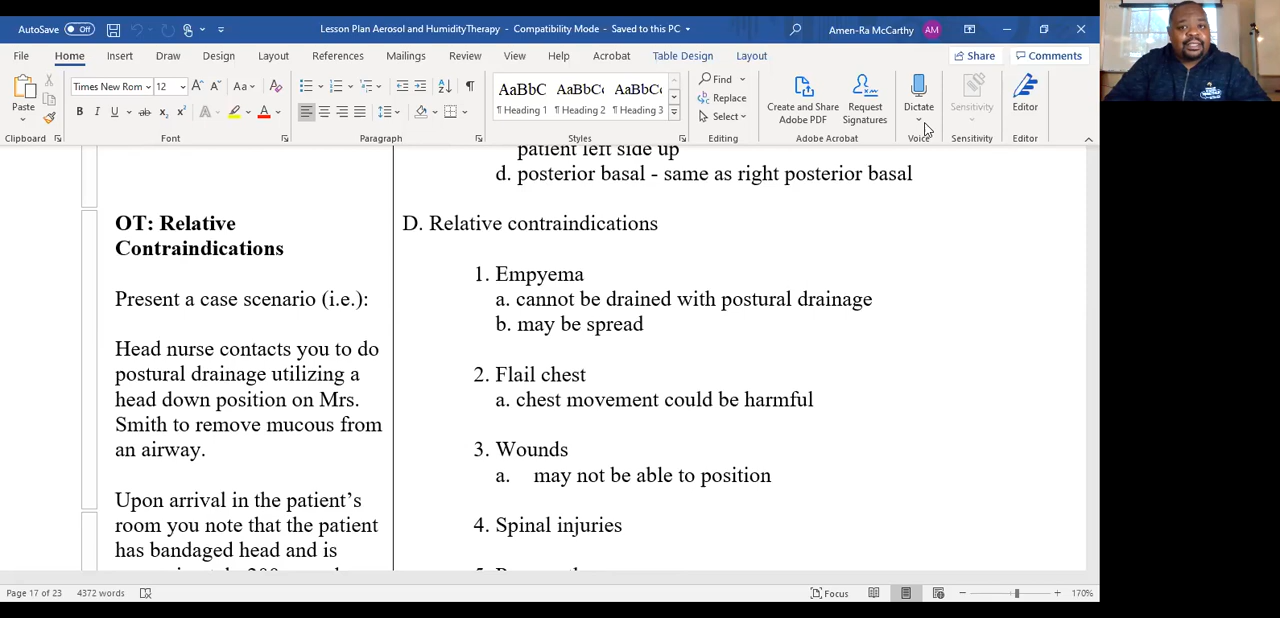 AutoSave Off
Lesson Plan Aerosol and HumidityTherapy - Compatibility Mode - Saved to this PC
Amen-Ra McCarthy AM
File Home Insert Draw Design Layout References Mailings Review View Help Acrobat Table Design Layout
Share Comments
Paste
Clipboard
Times New Rom 12
Font
Paragraph
AaBbC AaBbC AaBbC
Heading 1 Heading 2 Heading 3
Styles
Find
Replace
Select
Editing
Create and Share Adobe PDF
Request Signatures
Adobe Acrobat
Dictate
Voice
Sensitivity
Sensitivity
Editor
Editor
patient left side up
d. posterior basal - same as right posterior basal
OT: Relative
Contraindications
Present a case scenario (i.e.):
Head nurse contacts you to do
postural drainage utilizing a
head down position on Mrs.
Smith to remove mucous from
an airway.
Upon arrival in the patient's
room you note that the patient
has bandaged head and is
D. Relative contraindications
1. Empyema
a. cannot be drained with postural drainage
b. may be spread
2. Flail chest
a. chest movement could be harmful
3. Wounds
a. may not be able to position
4. Spinal injuries
Page 17 of 23 4372 words
Focus
170%